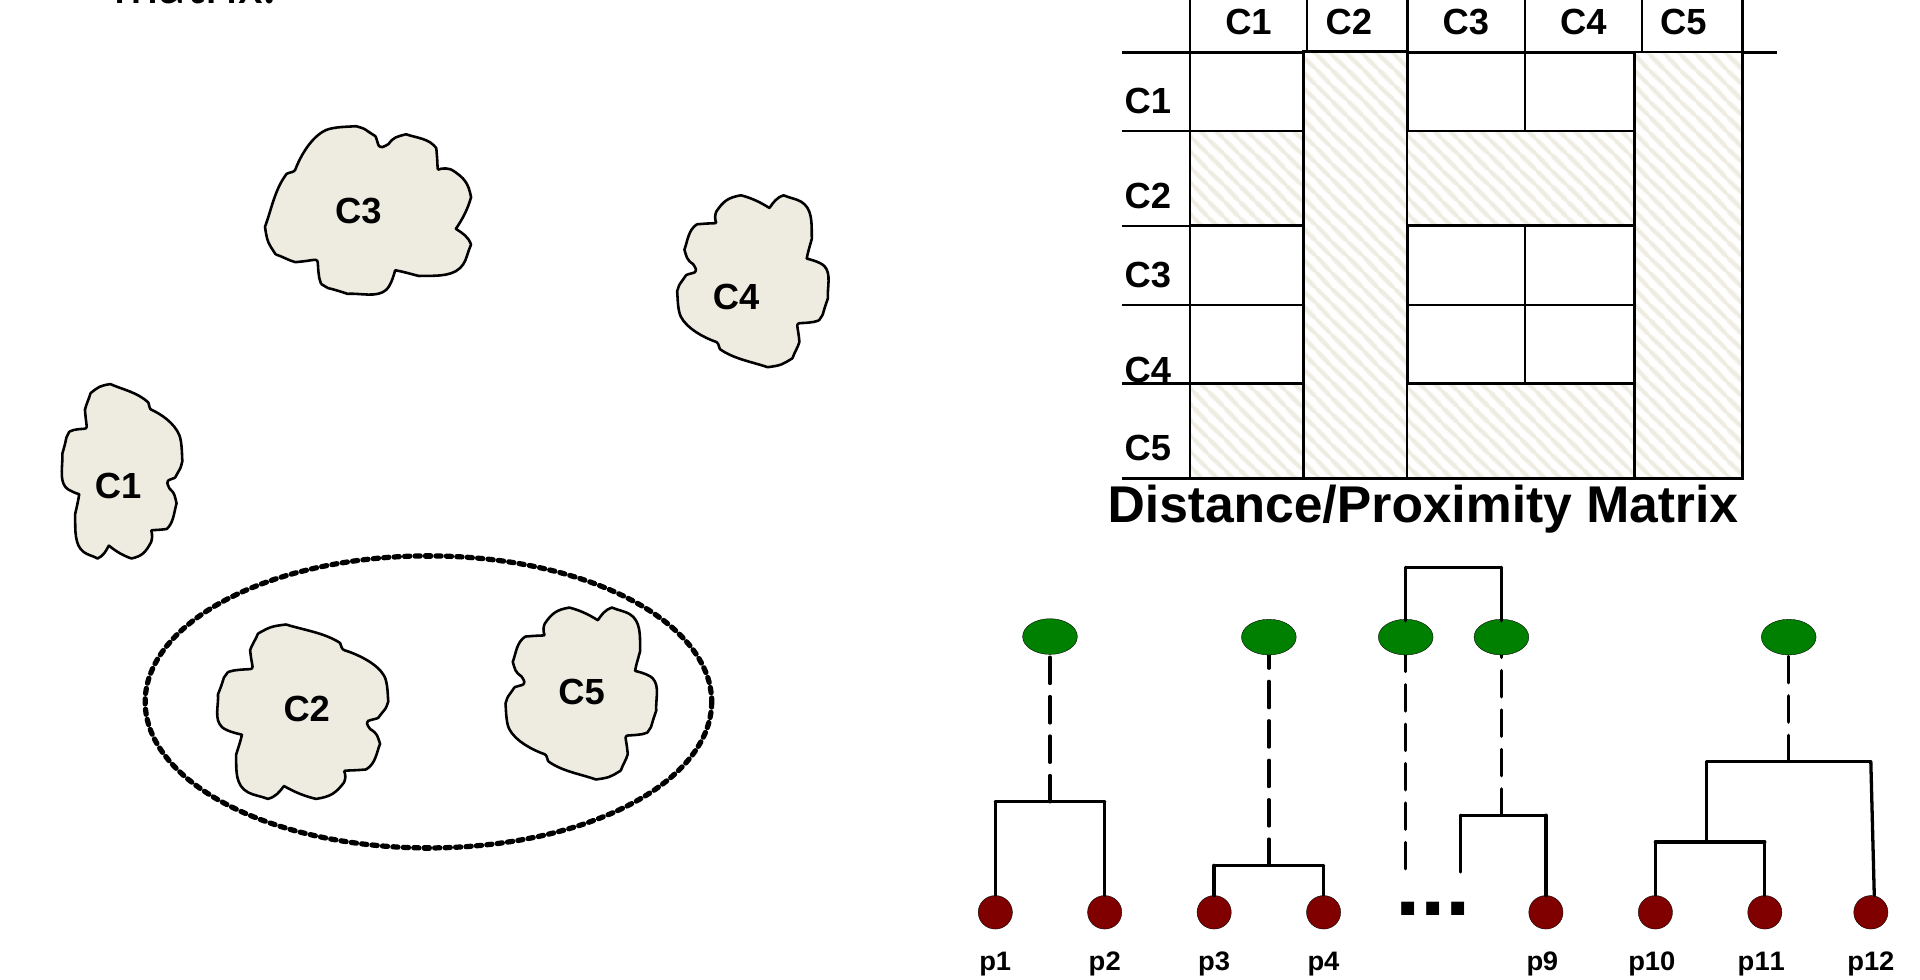 C1 C2 C3 C4 C5
C1
C2
C3
C4
C5
Distance/Proximity Matrix
C3
C4
C1
C2
C5
...
p1 p2 p3 p4 p9 p10 p11 p12